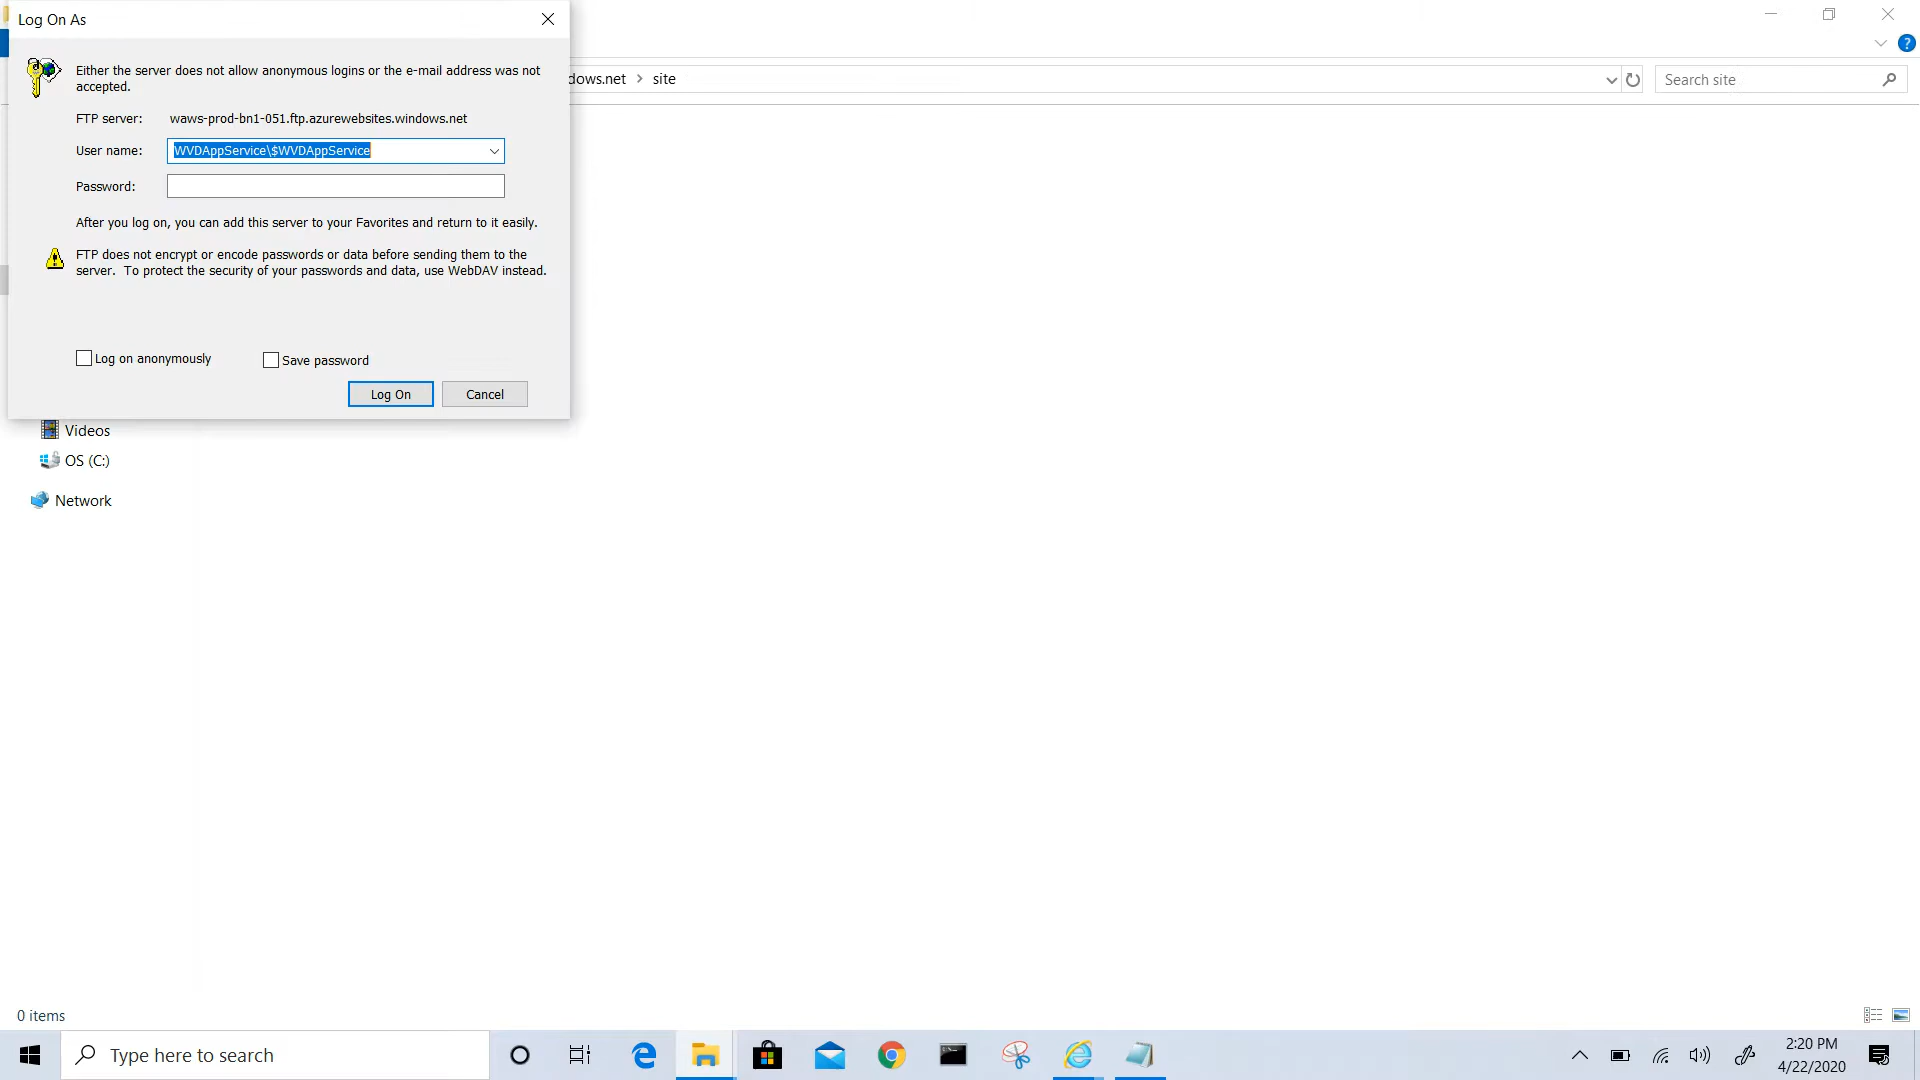 Log On As
Either the server does not allow anonymous logins or the e-mail address was not
accepted.
FTP server: waws-prod-bn1-051.ftp.azurewebsites.windows.net
User name: WVDAppService\$WVDAppService
Password:
After you log on, you can add this server to your Favorites and return to it easily.
FTP does not encrypt or encode passwords or data before sending them to the
server. To protect the security of your passwords and data, use WebDAV instead.
Log on anonymously
Save password
Log On
Cancel
dows.net > site
Search site
Videos
OS (C:)
Network
0 items
Type here to search
2:20 PM
4/22/2020